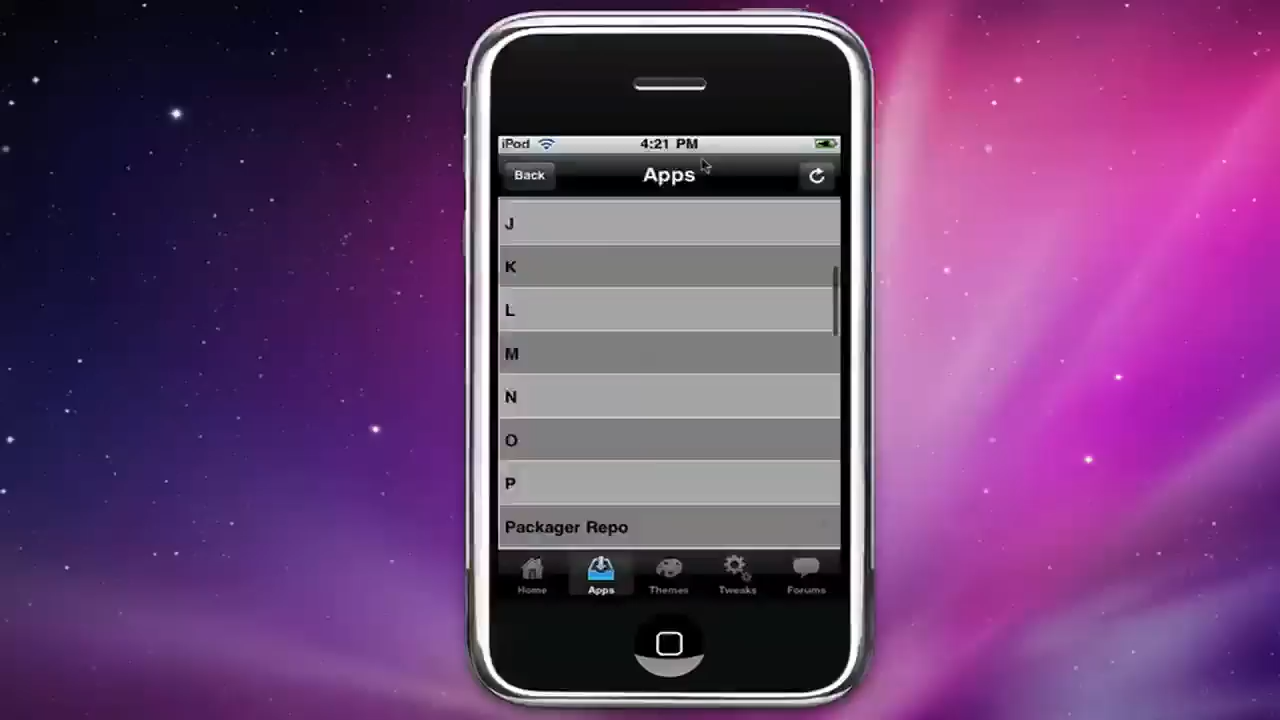 iPod 4:21 PM
Back Apps
J
K
L
M
N
O
P
Packager Repo
Home Apps Themes Tweaks Forums